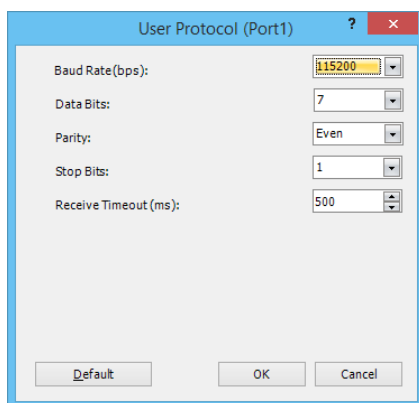 User Protocol (Port1) ? ×
Baud Rate(bps): 115200
Data Bits: 7
Parity: Even
Stop Bits: 1
Receive Timeout (ms): 500
Default OK Cancel